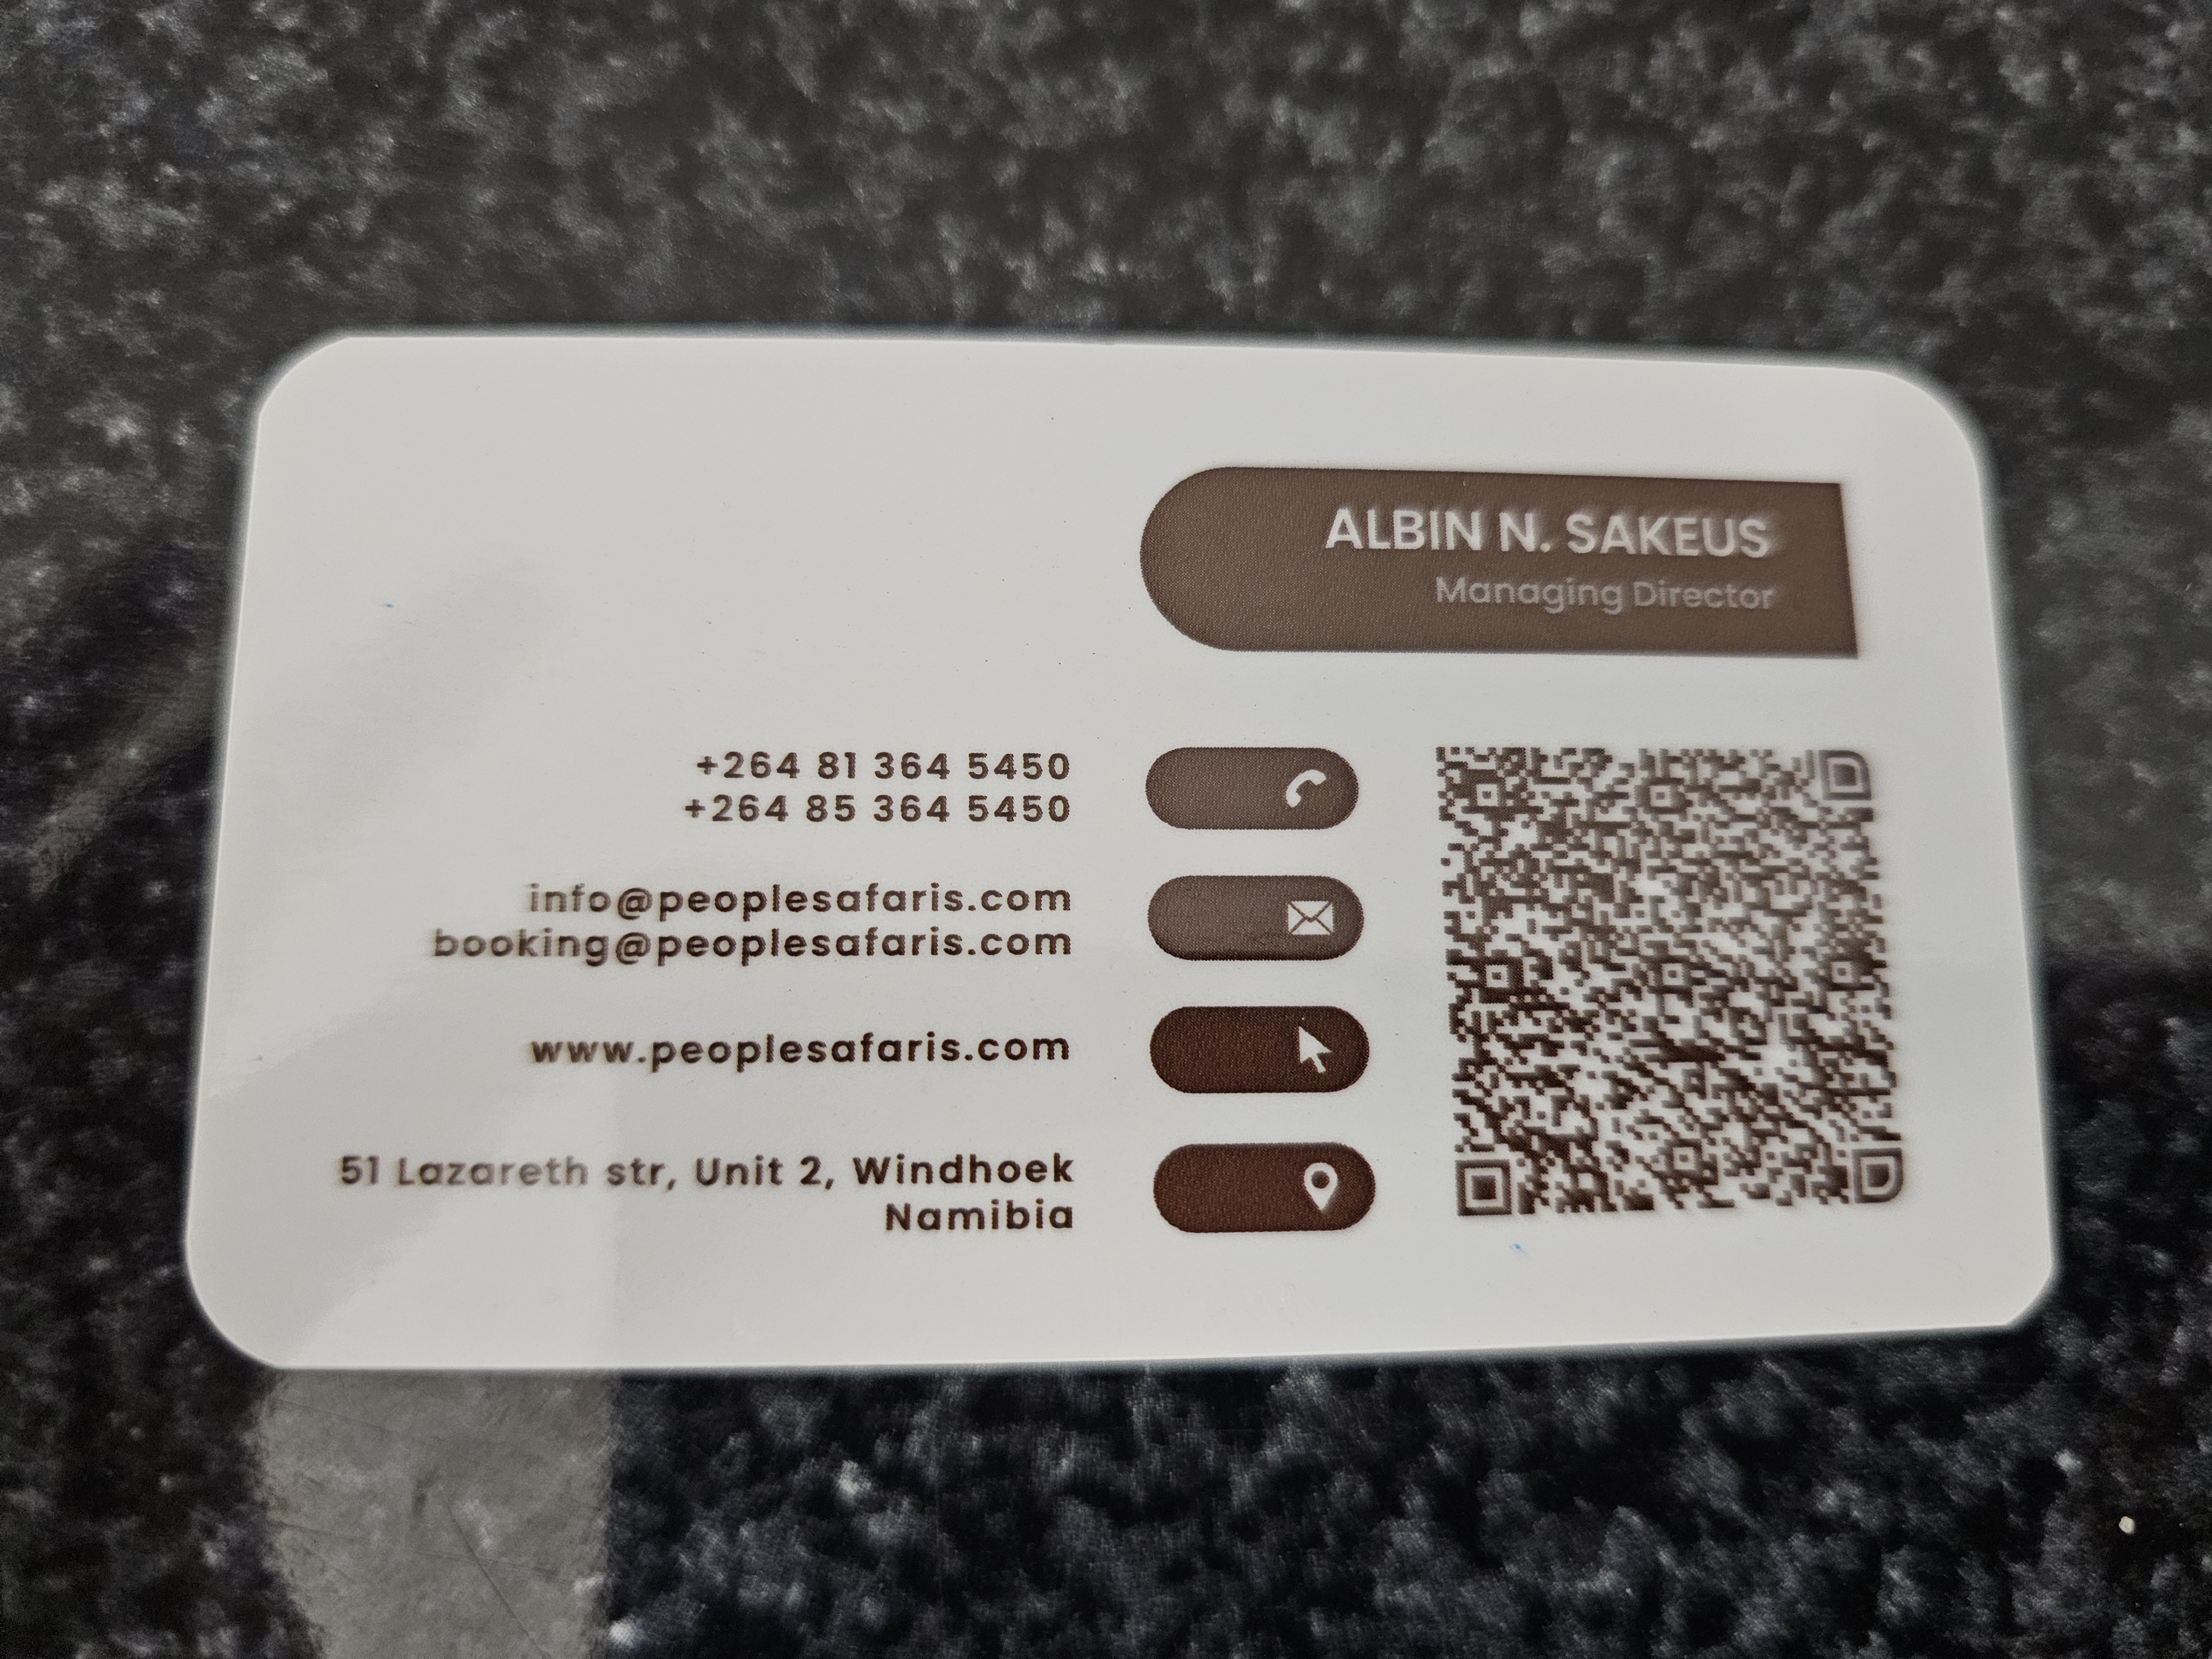 ALBIN N. SAKEUS
Managing Director
+264 81 364 5450
+264 85 364 5450
info@peoplesafaris.com
booking@peoplesafaris.com
www.peoplesafaris.com
51 Lazareth str, Unit 2, Windhoek
Namibia